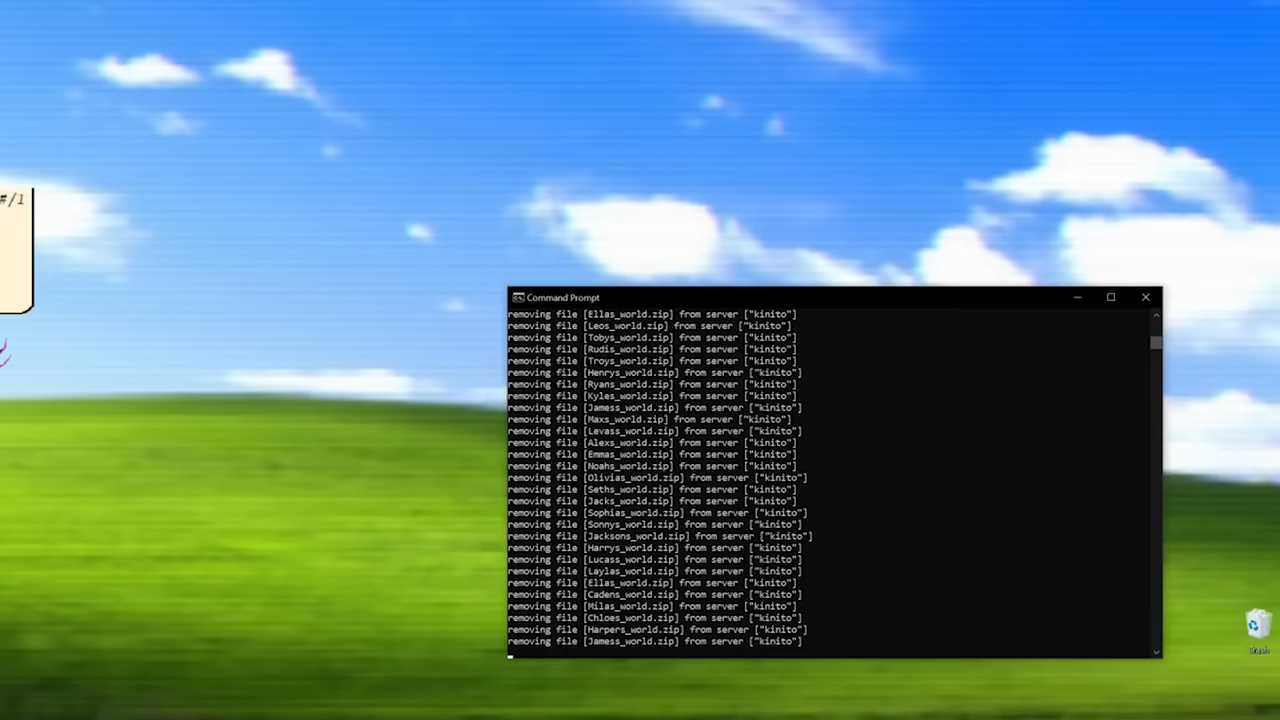 #/1
Command Prompt
removing file [Ellas_world.zip] from server ["kinito"]
removing file [Leos_world.zip] from server ["kinito"]
removing file [Tobys_world.zip] from server ["kinito"]
removing file [Rudis_world.zip] from server ["kinito"]
removing file [Troys_world.zip] from server ["kinito"]
removing file [Henrys_world.zip] from server ["kinito"]
removing file [Ryans_world.zip] from server ["kinito"]
removing file [Kyles_world.zip] from server ["kinito"]
removing file [Jamess_world.zip] from server ["kinito"]
removing file [Maxs_world.zip] from server ["kinito"]
removing file [Levass_world.zip] from server ["kinito"]
removing file [Alexs_world.zip] from server ["kinito"]
removing file [Emmas_world.zip] from server ["kinito"]
removing file [Noahs_world.zip] from server ["kinito"]
removing file [Olivias_world.zip] from server ["kinito"]
removing file [Seths_world.zip] from server ["kinito"]
removing file [Jacks_world.zip] from server ["kinito"]
removing file [Sophias_world.zip] from server ["kinito"]
removing file [Sonnys_world.zip] from server ["kinito"]
removing file [Jacksons_world.zip] from server ["kinito"]
removing file [Harrys_world.zip] from server ["kinito"]
removing file [Lucass_world.zip] from server ["kinito"]
removing file [Laylas_world.zip] from server ["kinito"]
removing file [Ellas_world.zip] from server ["kinito"]
removing file [Cadens_world.zip] from server ["kinito"]
removing file [Milas_world.zip] from server ["kinito"]
removing file [Chloes_world.zip] from server ["kinito"]
removing file [Harpers_world.zip] from server ["kinito"]
removing file [Jamess_world.zip] from server ["kinito"]
Trash